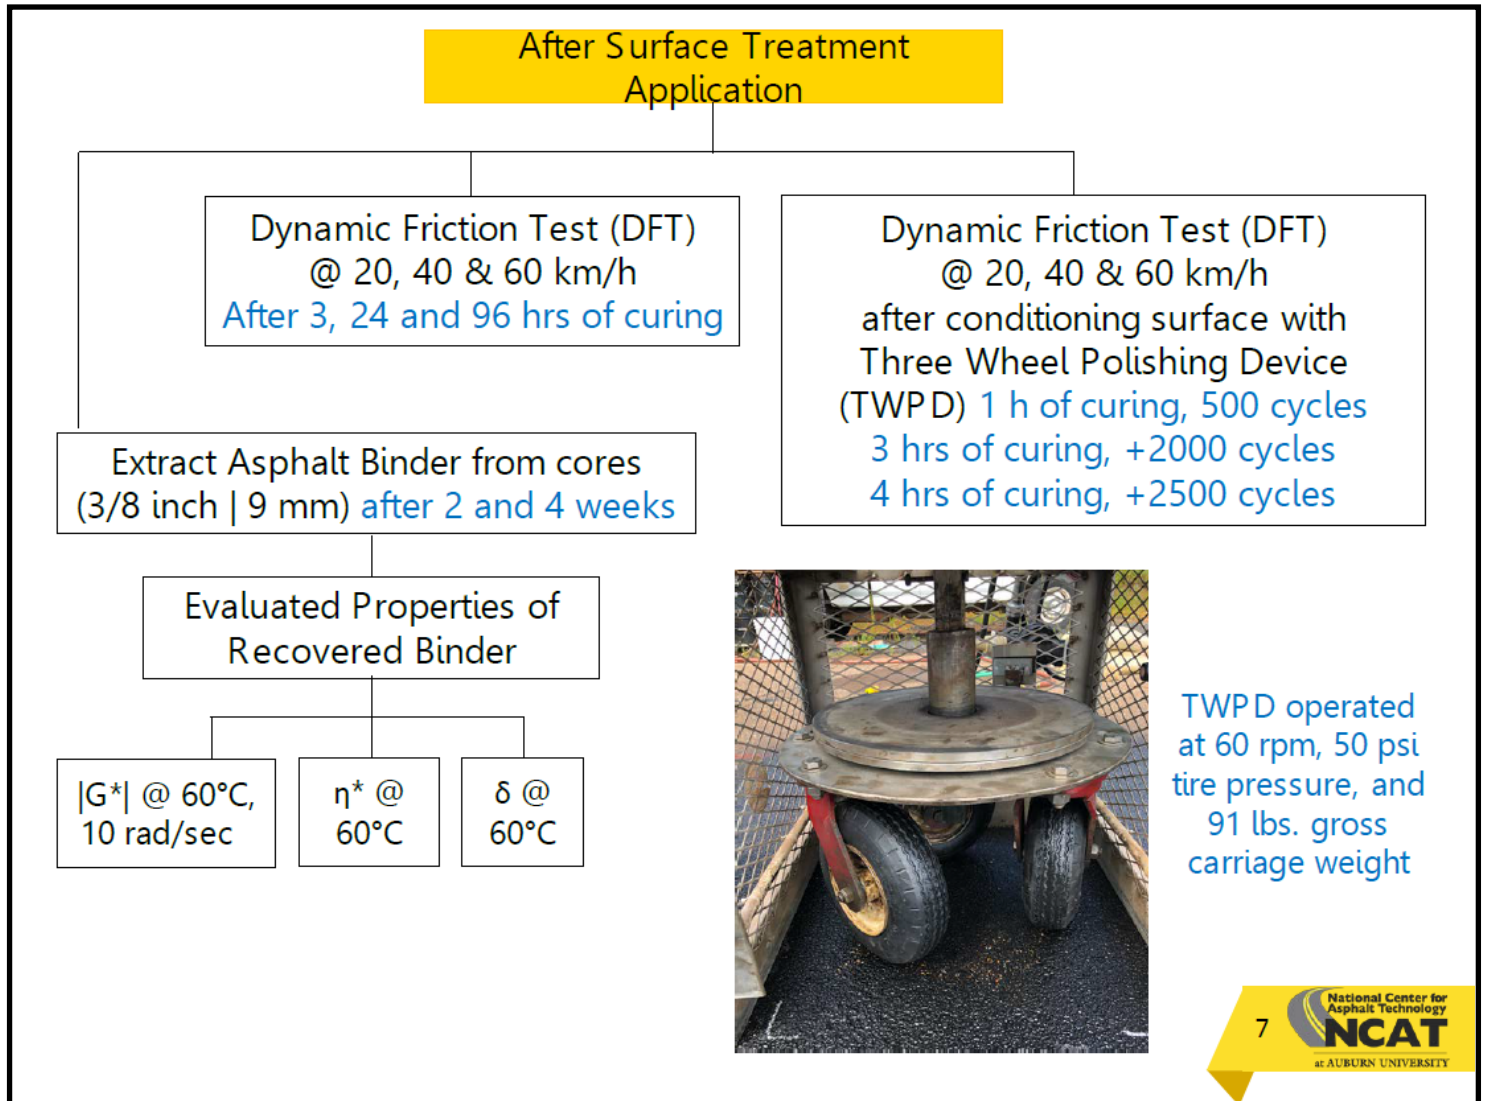 After Surface Treatment
Application
Dynamic Friction Test (DFT)
@ 20, 40 & 60 km/h
After 3, 24 and 96 hrs of curing
Dynamic Friction Test (DFT)
@ 20, 40 & 60 km/h
after conditioning surface with
Three Wheel Polishing Device
(TWPD) 1 h of curing, 500 cycles
3 hrs of curing, +2000 cycles
4 hrs of curing, +2500 cycles
Extract Asphalt Binder from cores
(3/8 inch | 9 mm) after 2 and 4 weeks
Evaluated Properties of
Recovered Binder
|G*| @ 60°C,
10 rad/sec
η* @
60°C
δ @
60°C
TWPD operated
at 60 rpm, 50 psi
tire pressure, and
91 lbs. gross
carriage weight
7
National Center for
Asphalt Technology
NCAT
at AUBURN UNIVERSITY